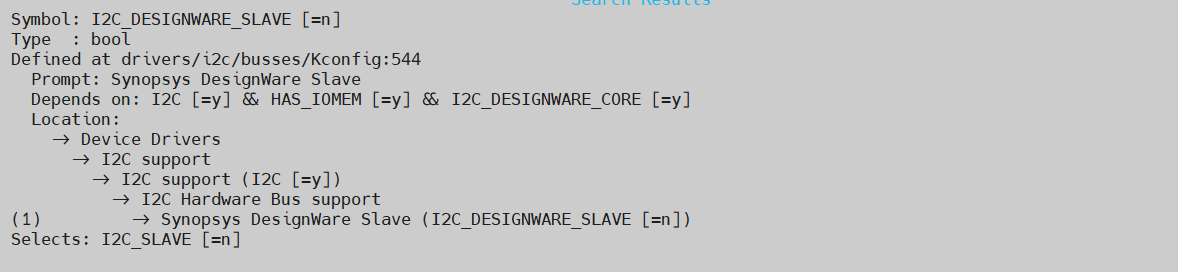 Search Results
Symbol: I2C_DESIGNWARE_SLAVE [=n]
Type  : bool
Defined at drivers/i2c/busses/Kconfig:544
  Prompt: Synopsys DesignWare Slave
  Depends on: I2C [=y] && HAS_IOMEM [=y] && I2C_DESIGNWARE_CORE [=y]
  Location:
    -> Device Drivers
      -> I2C support
        -> I2C support (I2C [=y])
          -> I2C Hardware Bus support
(1)         -> Synopsys DesignWare Slave (I2C_DESIGNWARE_SLAVE [=n])
Selects: I2C_SLAVE [=n]